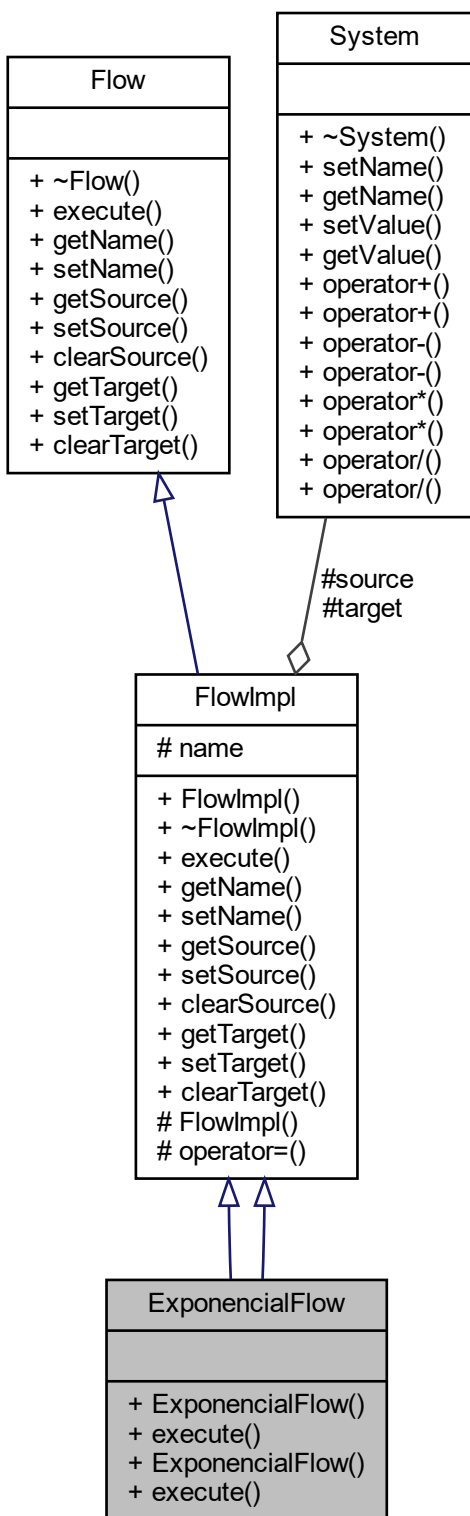 System
+ ~System()
+ setName()
+ getName()
+ setValue()
+ getValue()
+ operator+()
+ operator+()
+ operator-()
+ operator-()
+ operator*()
+ operator*()
+ operator/()
+ operator/()
Flow
+ ~Flow()
+ execute()
+ getName()
+ setName()
+ getSource()
+ setSource()
+ clearSource()
+ getTarget()
+ setTarget()
+ clearTarget()
#source
#target
FlowImpl
# name
+ FlowImpl()
+ ~FlowImpl()
+ execute()
+ getName()
+ setName()
+ getSource()
+ setSource()
+ clearSource()
+ getTarget()
+ setTarget()
+ clearTarget()
# FlowImpl()
# operator=()
ExponencialFlow
+ ExponencialFlow()
+ execute()
+ ExponencialFlow()
+ execute()